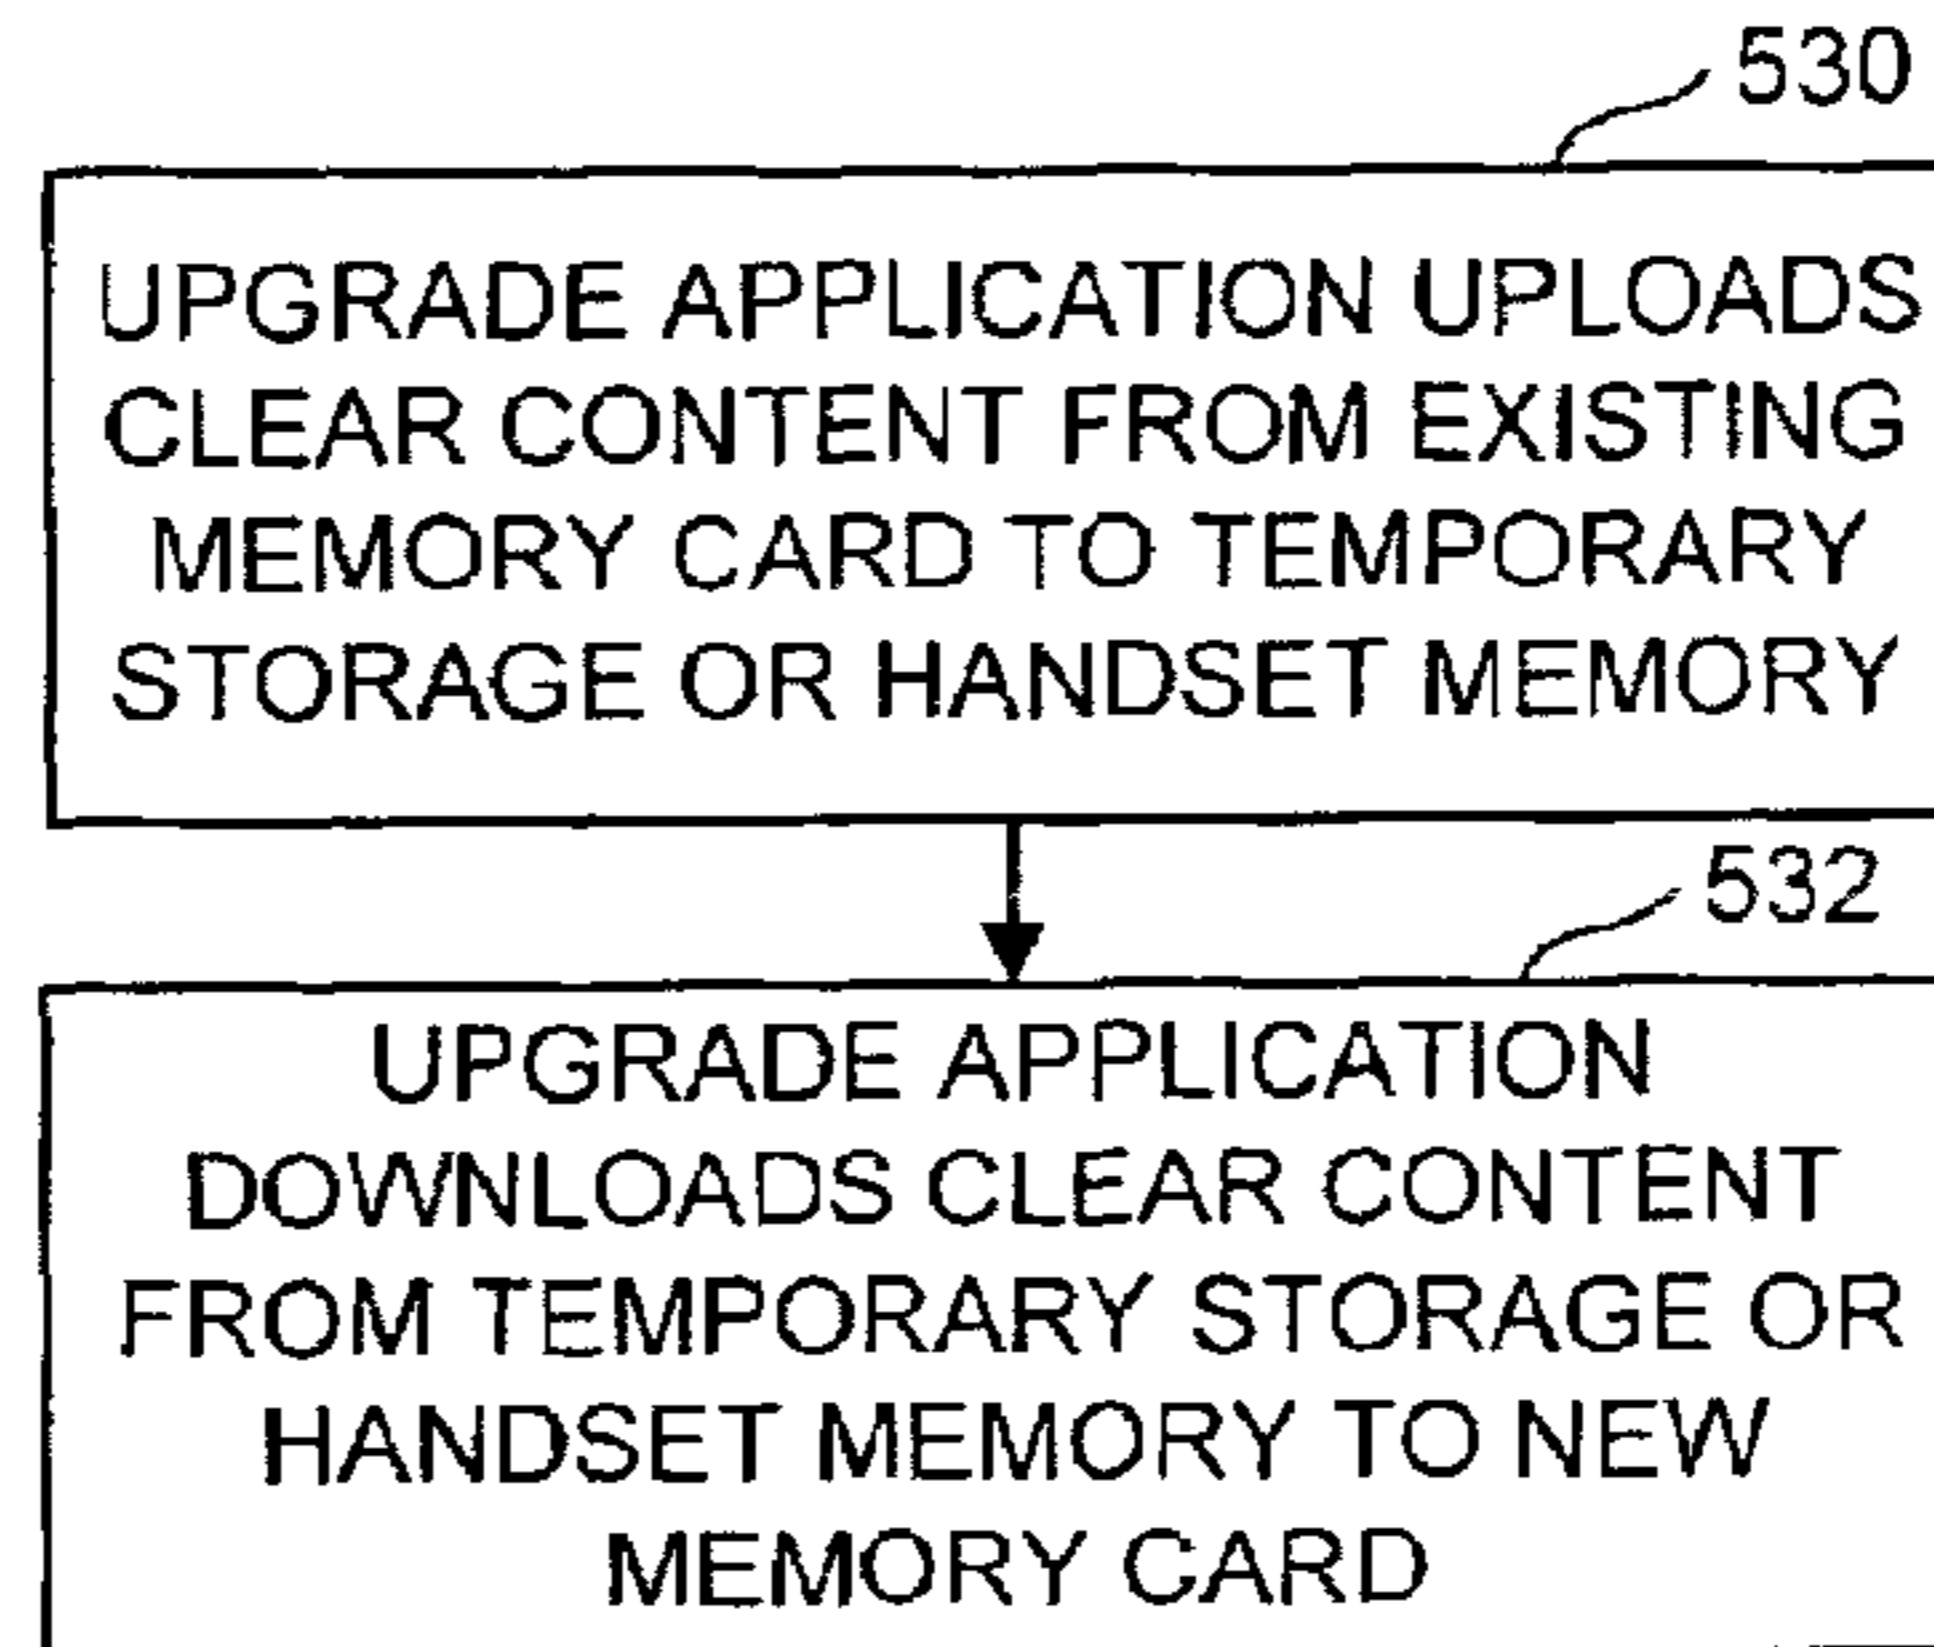 530
UPGRADE APPLICATION UPLOADS
CLEAR CONTENT FROM EXISTING
MEMORY CARD TO TEMPORARY
STORAGE OR HANDSET MEMORY
532
UPGRADE APPLICATION
DOWNLOADS CLEAR CONTENT
FROM TEMPORARY STORAGE OR
HANDSET MEMORY TO NEW
MEMORY CARD